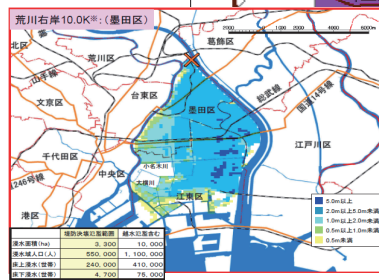 荒川右岸10.0K※：（墨田区）
2000 0 2000 4000 6000m
北区
荒川区
葛飾区
山手線
台東区
文京区
墨田区
総武線
国道14号線
千代田区
小名木川
江戸川区
中央区
246号線
大横川
江東区
港区
5.0m以上
2.0m以上5.0m未満
1.0m以上2.0m未満
0.5m以上1.0m未満
0.5m未満
堤防決壊氾濫範囲 越水氾濫含む
浸水面積(ha) 3,300 10,000
浸水域人口(人) 550,000 1,100,000
床上浸水(世帯) 240,000 410,000
床下浸水(世帯) 4,700 75,000